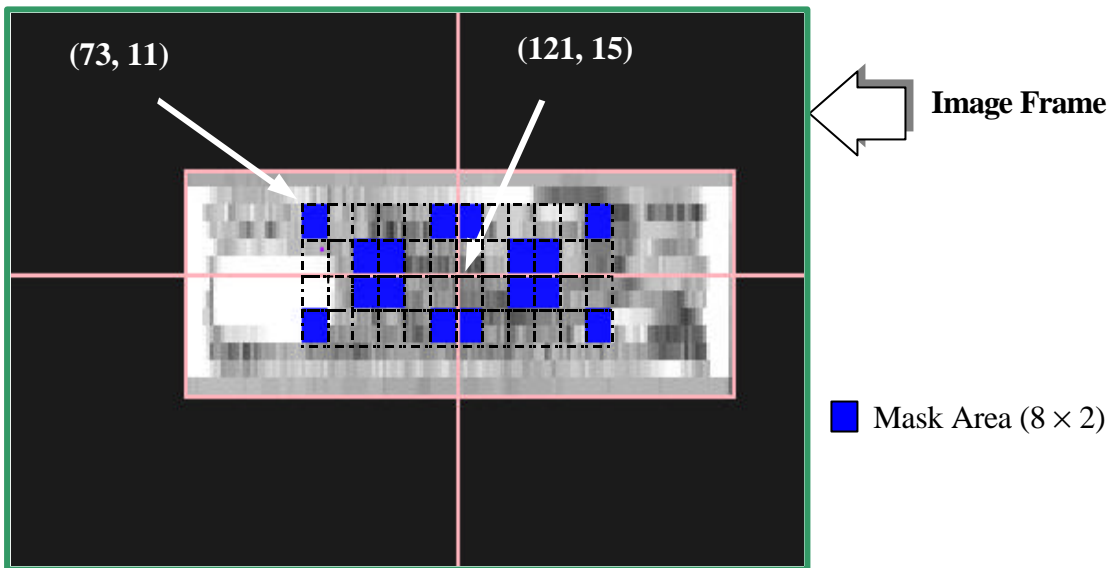 (73, 11)
(121, 15)
Image Frame
Mask Area (8 × 2)